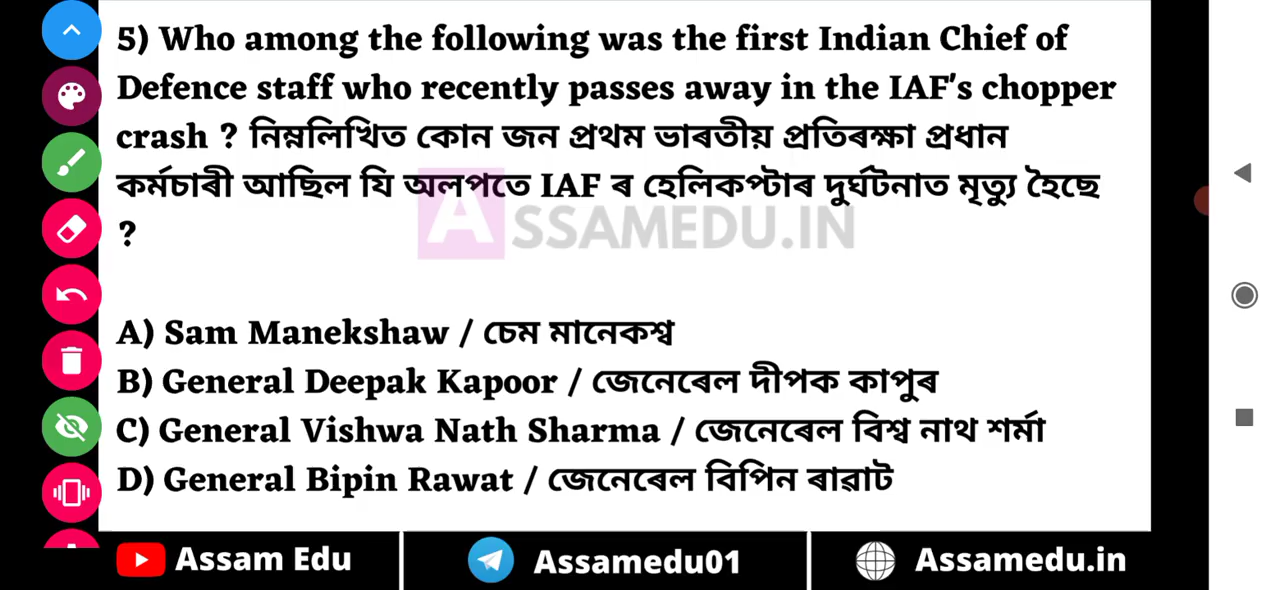 5) Who among the following was the first Indian Chief of
Defence staff who recently passes away in the IAF's chopper
crash ? নিম্নলিখিত কোন জন প্ৰথম ভাৰতীয় প্ৰতিৰক্ষা প্ৰধান
কৰ্মচাৰী আছিল যি অলপতে IAF ৰ হেলিকপ্টাৰ দুৰ্ঘটনাত মৃত্যু হৈছে
?
ASSAMEDU.IN
A) Sam Manekshaw / চেম মানেকশ্ব
B) General Deepak Kapoor / জেনেৰেল দীপক কাপুৰ
C) General Vishwa Nath Sharma / জেনেৰেল বিশ্ব নাথ শৰ্মা
D) General Bipin Rawat / জেনেৰেল বিপিন ৰাৱাট
Assam Edu Assamedu01 Assamedu.in